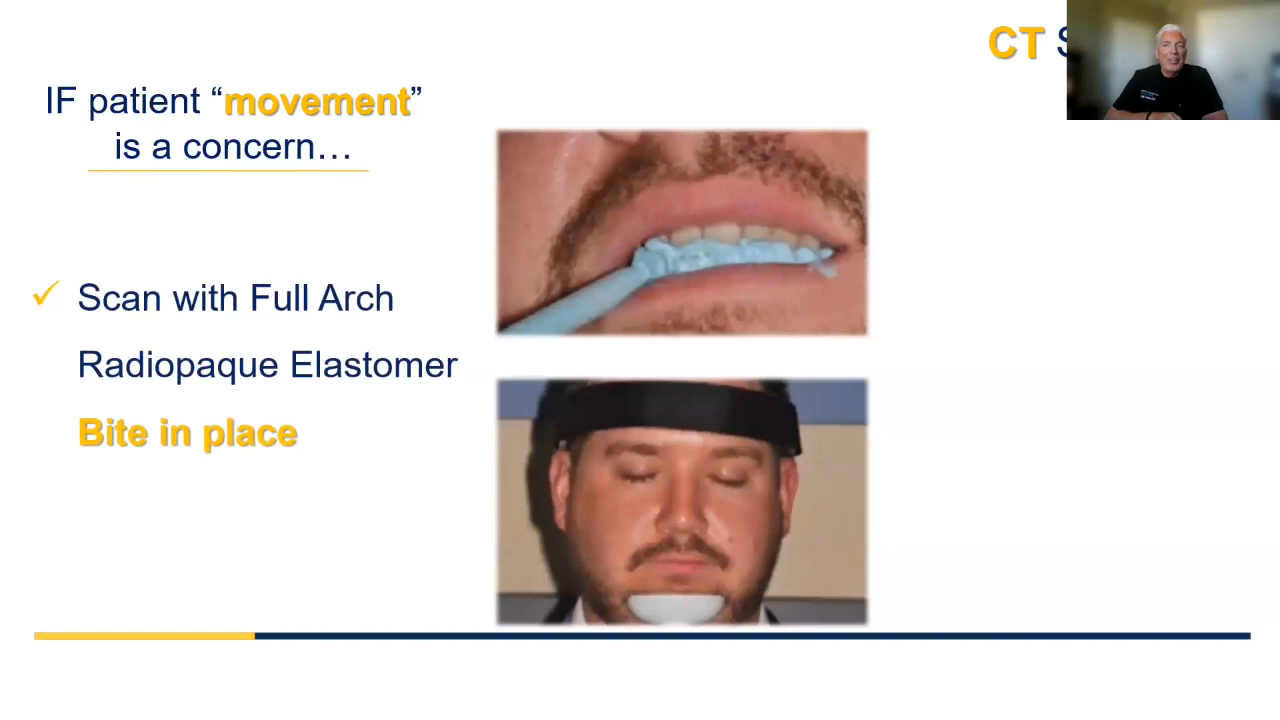 CT
IF patient “movement”
is a concern…
✓ Scan with Full Arch
Radiopaque Elastomer
Bite in place